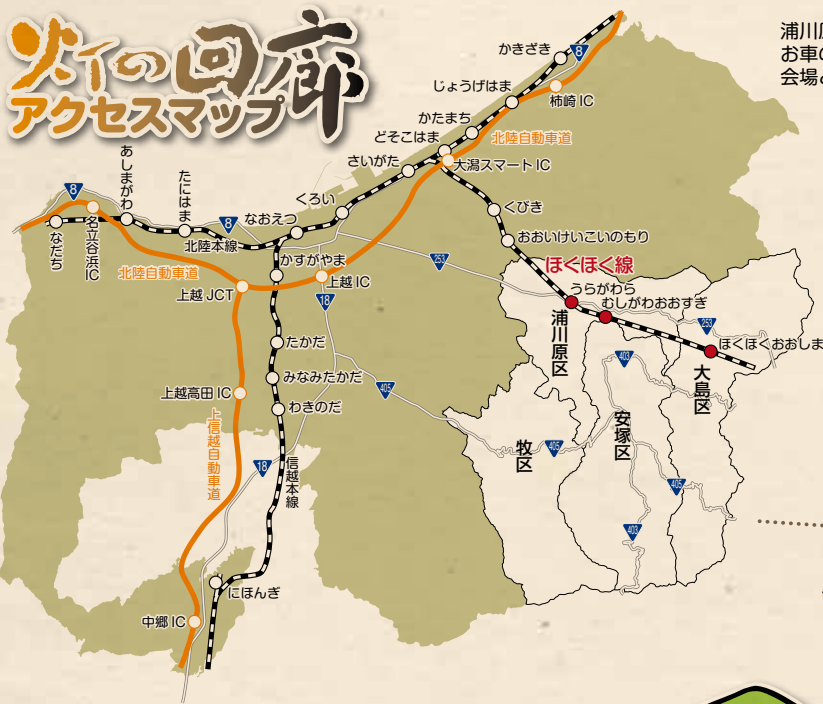 灯の回廊
アクセスマップ
浦川原
お車の
会場と
かきざき
8
じょうげはま
柿崎 IC
かたまち
どそこはま
北陸自動車道
さいがた
大潟スマート IC
あしまがわ
たにはま
8
くろい
くびき
8
なおえつ
おおいけいこいのもり
なだち
名立谷浜IC
北陸本線
かすがやま
253
ほくほく線
北陸自動車道
上越 IC
うらがわら
上越 JCT
18
むしがわおおすぎ
253
浦川原区
たかだ
ほくほくおおしま
403
みなみたかだ
405
大島区
上越高田 IC
わきのだ
上信越自動車道
安塚区
牧区
405
18
信越本線
405
403
にほんぎ
中郷 IC